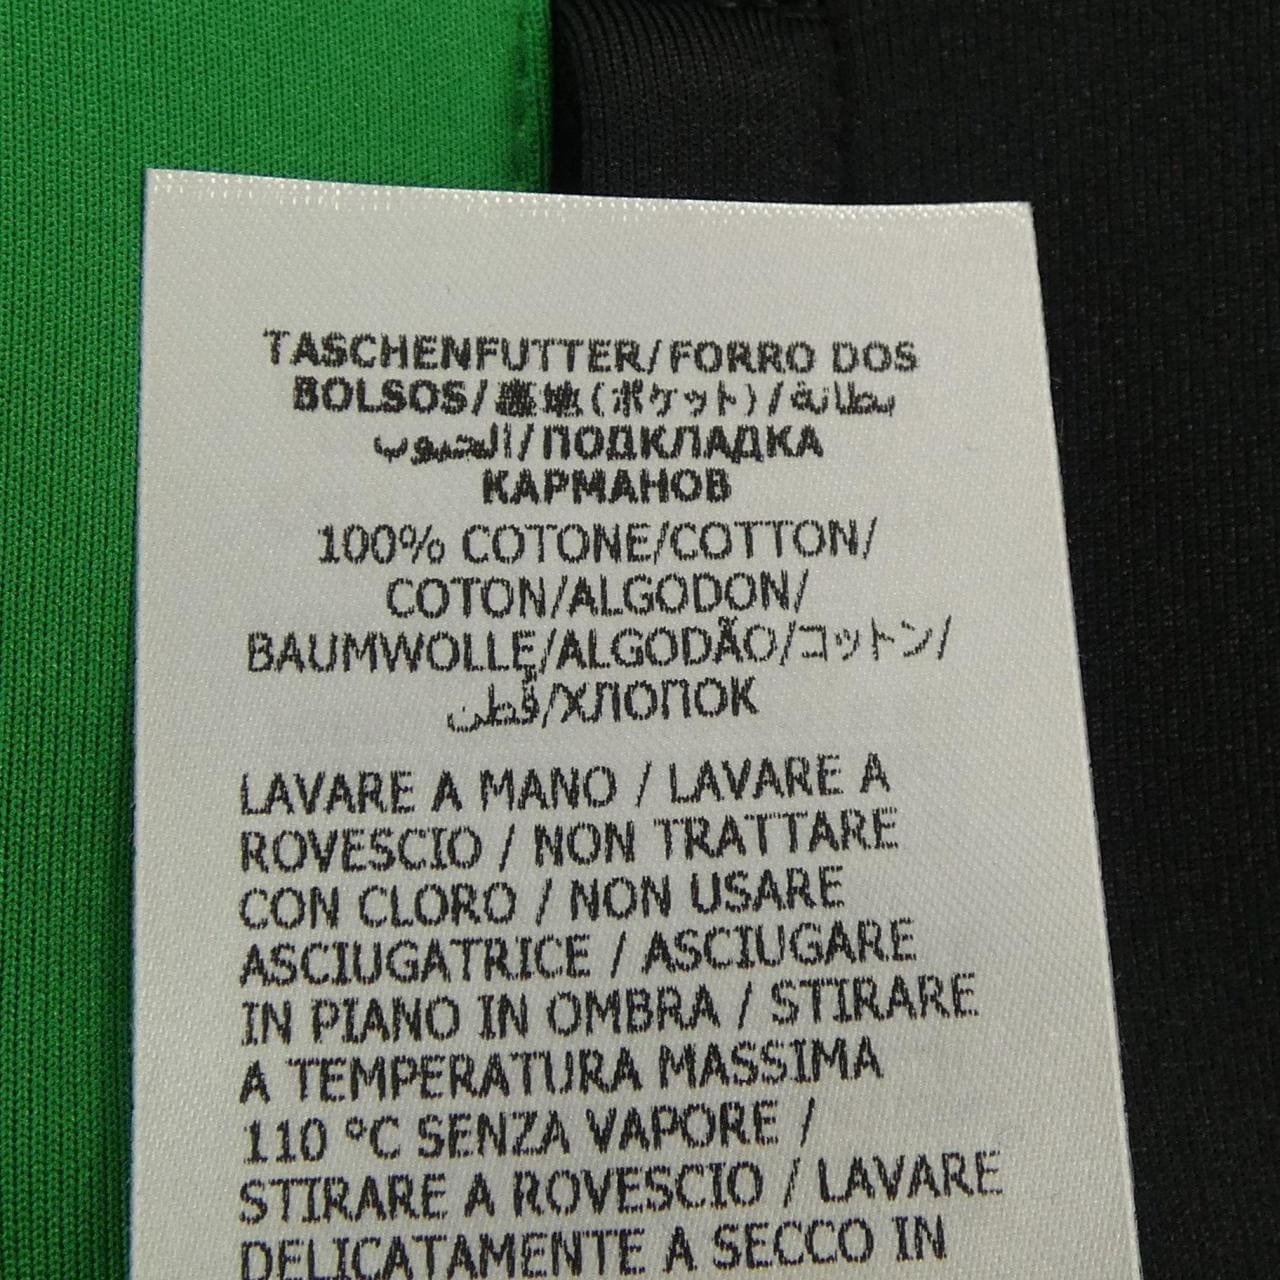 TASCHENFUTTER/FORRO DOS
BOLSOS/裏地(ポケット)/بطانة
الجيوب/ПОДКЛАДКА
КАРМАНОВ
100% COTONE/COTTON/
COTON/ALGODON/
BAUMWOLLE/ALGODÃO/コットン/
قطن/ХЛОПОК
LAVARE A MANO / LAVARE A
ROVESCIO / NON TRATTARE
CON CLORO / NON USARE
ASCIUGATRICE / ASCIUGARE
IN PIANO IN OMBRA / STIRARE
A TEMPERATURA MASSIMA
110 °C SENZA VAPORE /
STIRARE A ROVESCIO / LAVARE
DELICATAMENTE A SECCO IN